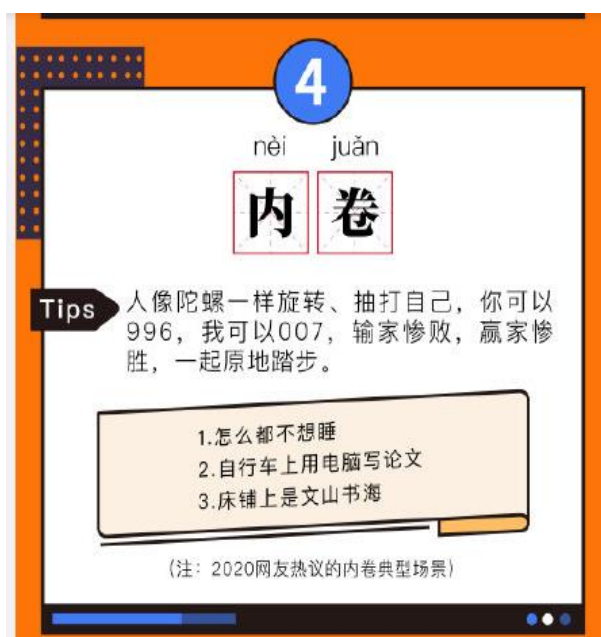 4
nèi juǎn
内卷
Tips
人像陀螺一样旋转、抽打自己，你可以
996，我可以007，输家惨败，赢家惨
胜，一起原地踏步。
1.怎么都不想睡
2.自行车上用电脑写论文
3.床铺上是文山书海
（注：2020网友热议的内卷典型场景）